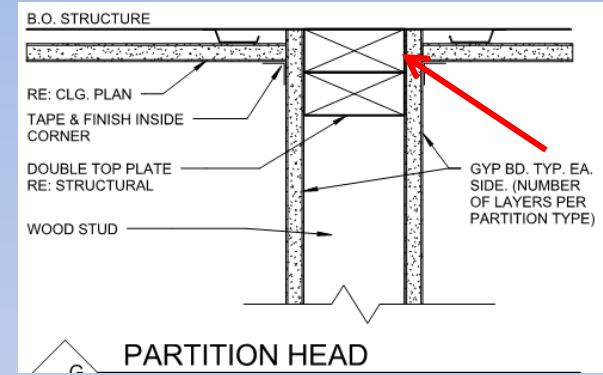 B.O. STRUCTURE
RE: CLG. PLAN
TAPE & FINISH INSIDE
CORNER
DOUBLE TOP PLATE
RE: STRUCTURAL
WOOD STUD
GYP BD. TYP. EA.
SIDE. (NUMBER
OF LAYERS PER
PARTITION TYPE)
PARTITION HEAD